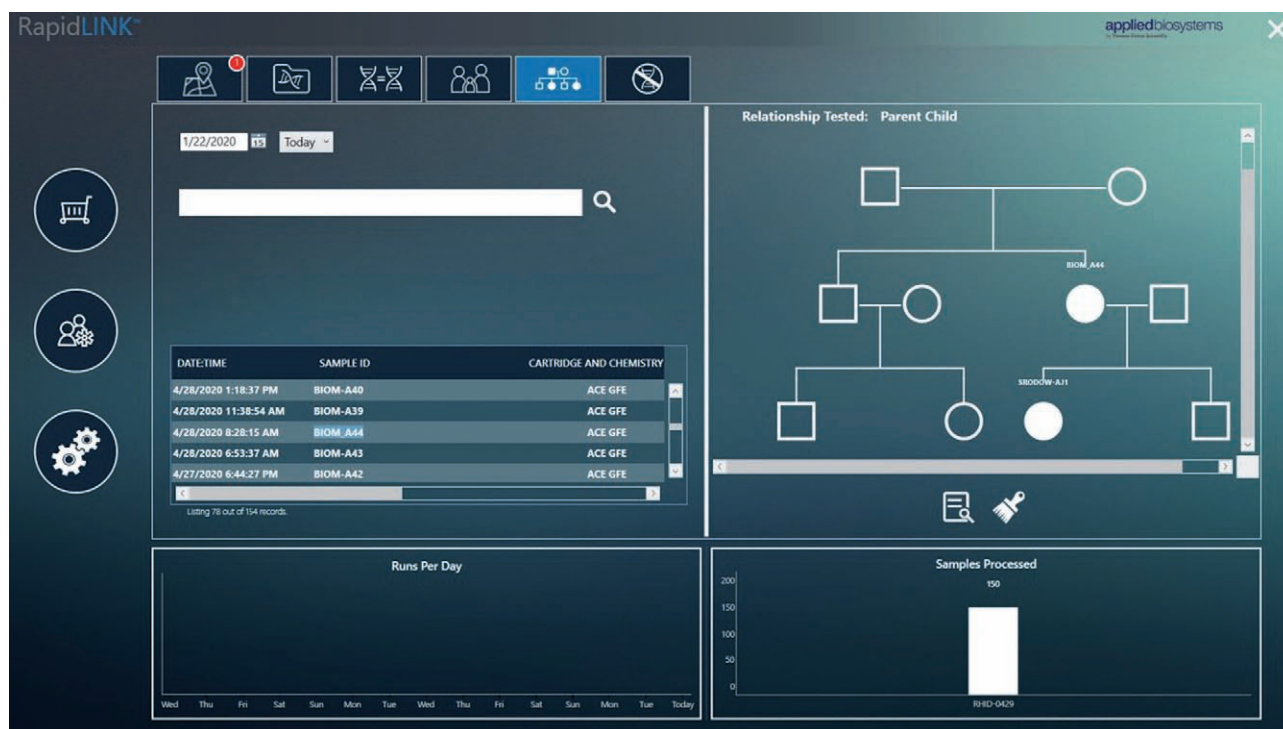 RapidLINK™
appliedbiosystems
1
1/22/2020 15 Today
DATE:TIME SAMPLE ID CARTRIDGE AND CHEMISTRY
4/28/2020 1:18:37 PM BIOM-A40 ACE GFE
4/28/2020 11:38:54 AM BIOM-A39 ACE GFE
4/28/2020 8:28:15 AM BIOM_A44 ACE GFE
4/28/2020 6:53:37 AM BIOM-A43 ACE GFE
4/27/2020 6:44:27 PM BIOM-A42 ACE GFE
Listing 78 out of 154 records.
Relationship Tested: Parent Child
BIOM_A44
SRODOW-AJ1
Runs Per Day
Wed Thu Fri Sat Sun Mon Tue Wed Thu Fri Sat Sun Mon Tue Today
Samples Processed
150
200
150
100
50
0
RHID-0429